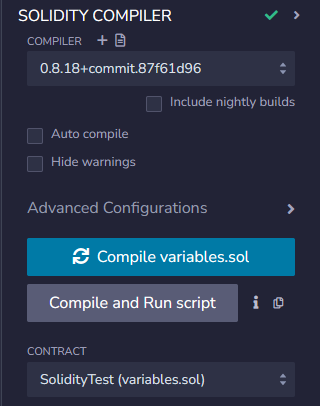 SOLIDITY COMPILER
COMPILER
0.8.18+commit.87f61d96
Include nightly builds
Auto compile
Hide warnings
Advanced Configurations
Compile variables.sol
Compile and Run script
CONTRACT
SolidityTest (variables.sol)